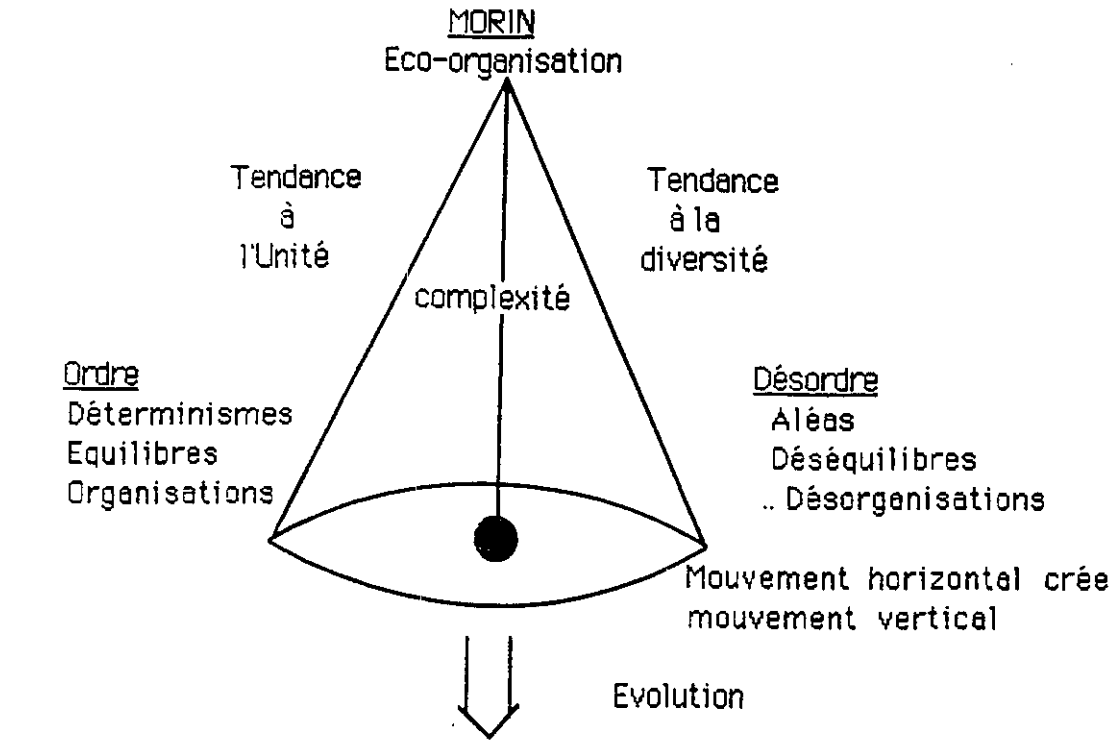 MORIN
Eco-organisation
Tendance
à
l'Unité
Tendance
à la
diversité
complexité
Ordre
Déterminismes
Equilibres
Organisations
Désordre
Aléas
Déséquilibres
.. Désorganisations
Mouvement horizontal crée
mouvement vertical
Evolution